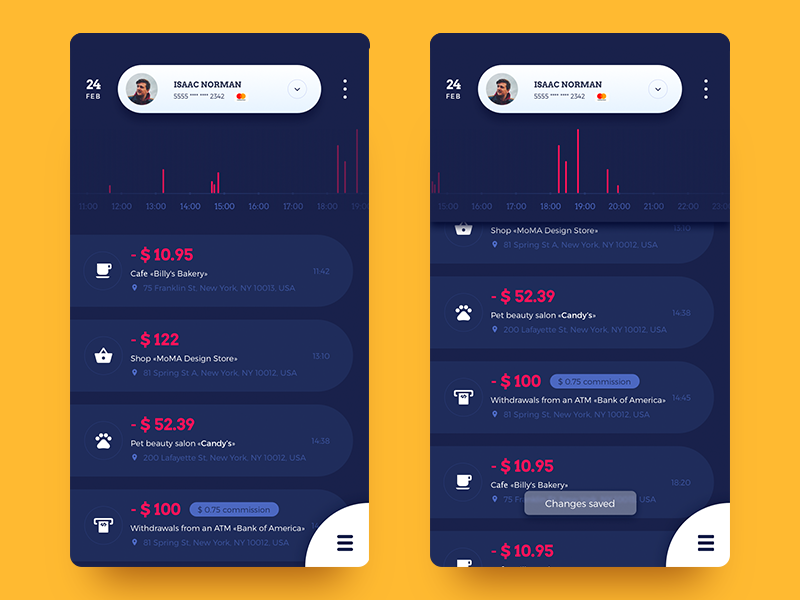 24
FEB
ISAAC NORMAN
5555 **** **** 2342
11:00 12:00 13:00 14:00 15:00 16:00 17:00 18:00 19:00
- $ 10.95
Cafe «Billy's Bakery»
11:42
75 Franklin St, New York, NY 10013, USA
- $ 122
Shop «MoMA Design Store»
13:10
81 Spring St A, New York, NY 10012, USA
- $ 52.39
Pet beauty salon «Candy's»
14:38
200 Lafayette St, New York, NY 10012, USA
- $ 100 $ 0.75 commission
Withdrawals from an ATM «Bank of America»
81 Spring St, New York, NY 10012, USA
24
FEB
ISAAC NORMAN
5555 **** **** 2342
15:00 16:00 17:00 18:00 19:00 20:00 21:00 22:00
Shop «MoMA Design Store»
13:10
81 Spring St A, New York, NY 10012, USA
- $ 52.39
Pet beauty salon «Candy's»
14:38
200 Lafayette St, New York, NY 10012, USA
- $ 100 $ 0.75 commission
Withdrawals from an ATM «Bank of America»
14:45
81 Spring St, New York, NY 10012, USA
- $ 10.95
Cafe «Billy's Bakery»
18:20
75 USA
Changes saved
- $ 10.95